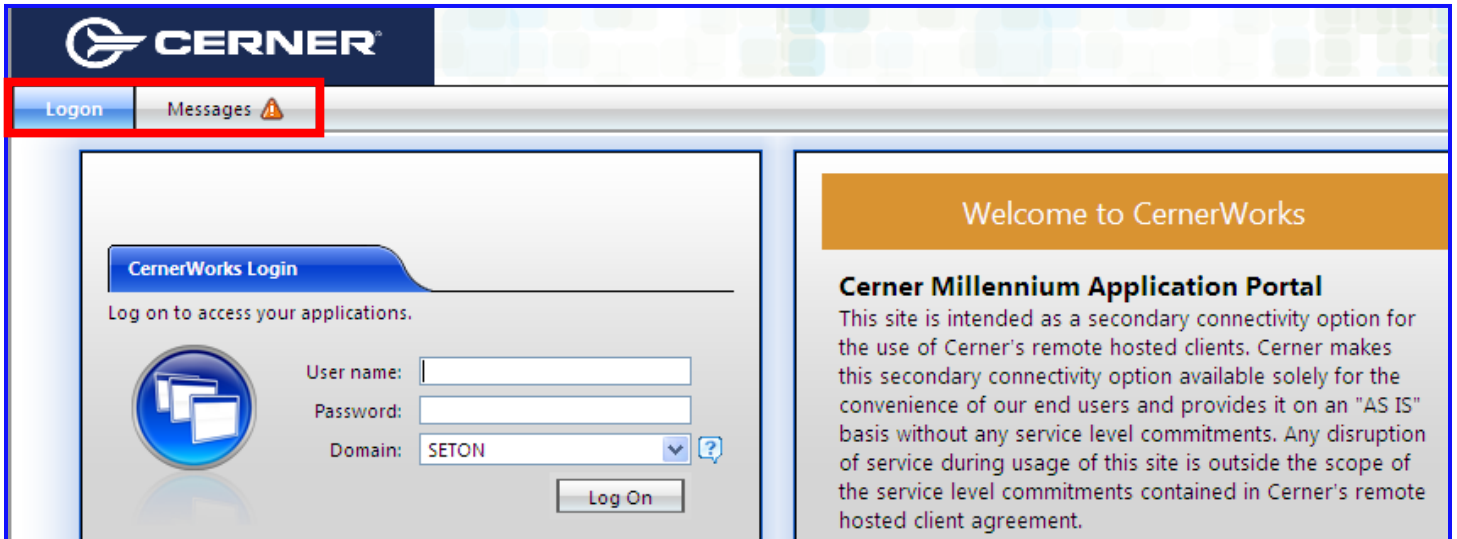 CERNER
Logon
Messages
CernerWorks Login
Log on to access your applications.
User name:
Password:
Domain: SETON
Log On
Welcome to CernerWorks
Cerner Millennium Application Portal
This site is intended as a secondary connectivity option for
the use of Cerner's remote hosted clients. Cerner makes
this secondary connectivity option available solely for the
convenience of our end users and provides it on an "AS IS"
basis without any service level commitments. Any disruption
of service during usage of this site is outside the scope of
the service level commitments contained in Cerner's remote
hosted client agreement.